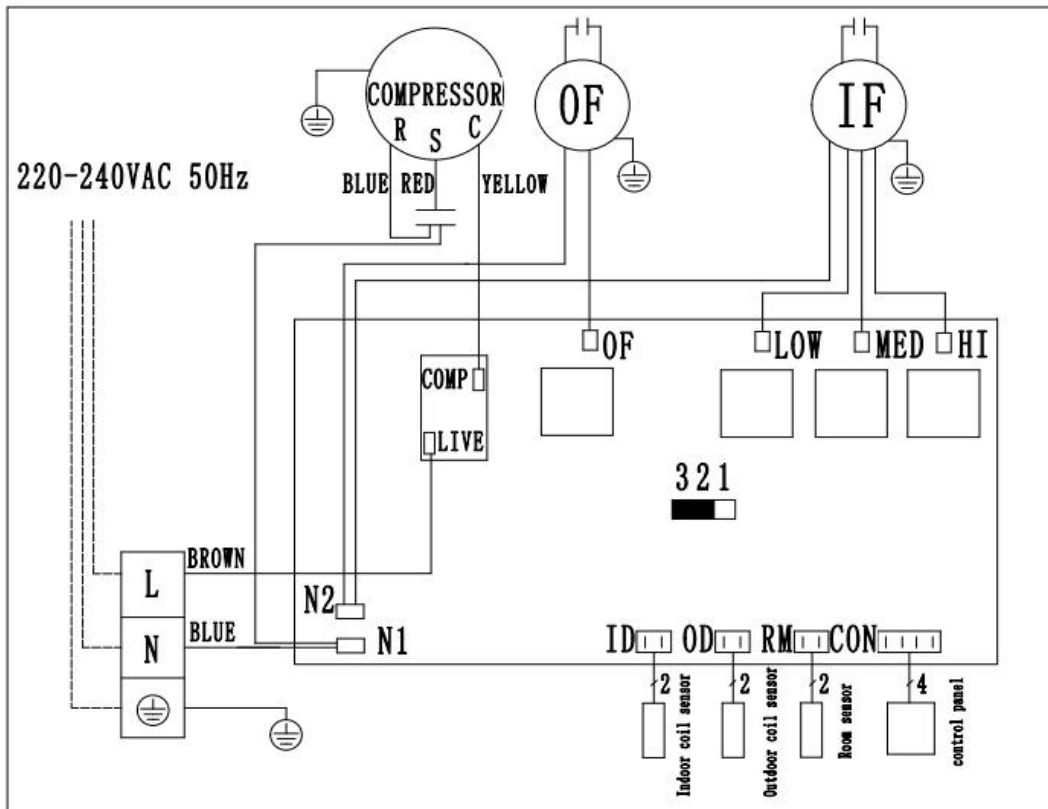 COMPRESSOR
R S C
OF
IF
220-240VAC 50Hz
BLUE RED YELLOW
OF
LOW MED HI
COMP
LIVE
3 2 1
BROWN
L
N2
BLUE
N
N1
ID OD RM CON
2 2 2 4
Indoor coil sensor
Outdoor coil sensor
Room sensor
control panel